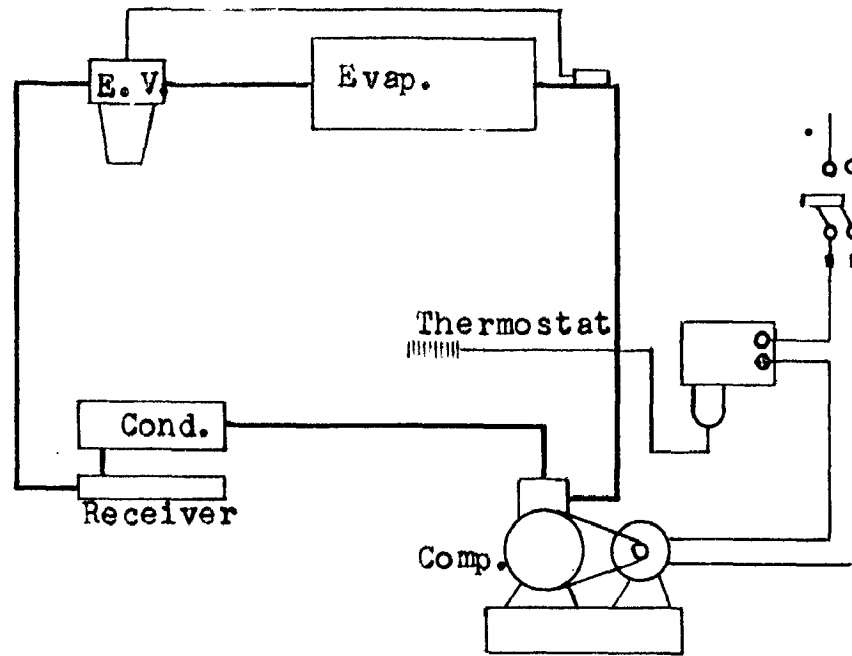 E. V.
Evap.
Thermostat
Cond.
Receiver
Comp.